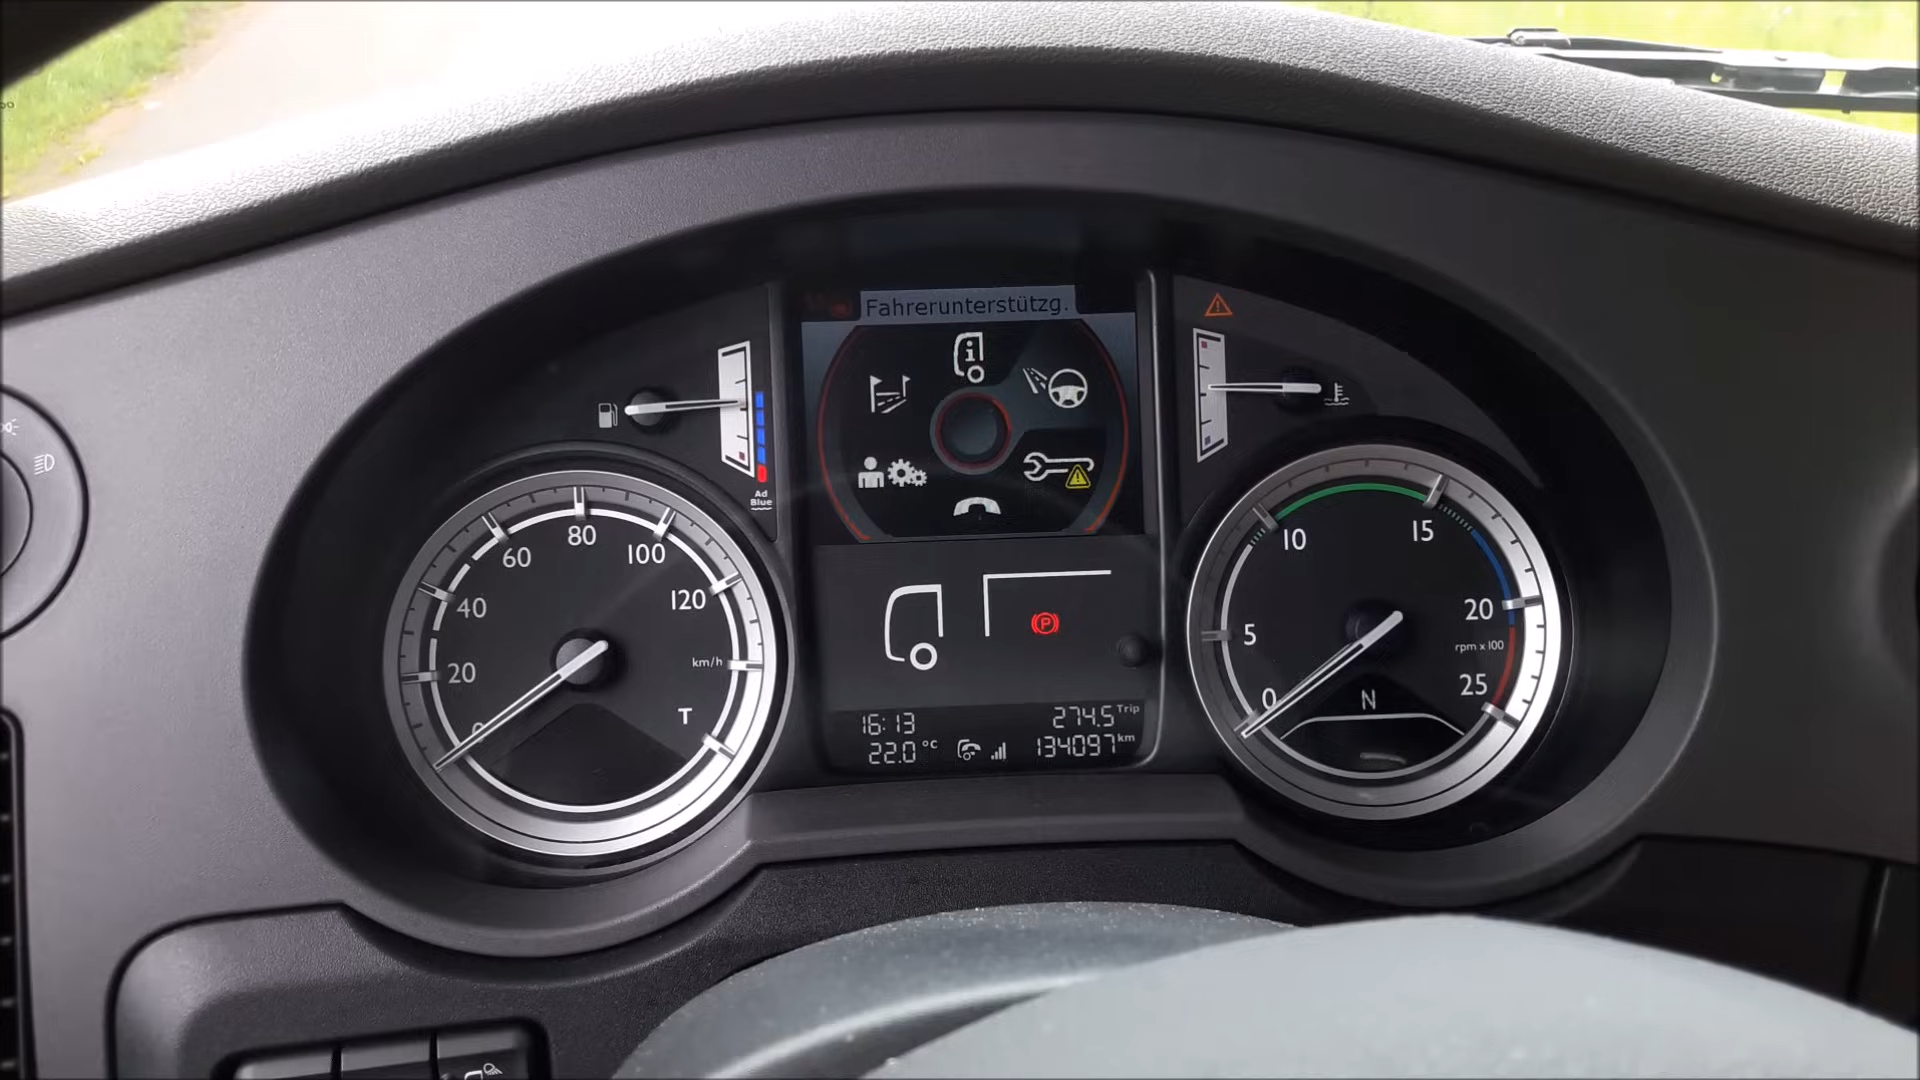 Fahrerunterstützg.
Ad
Blue
80
60
100
40
120
20
km/h
0
T
P
16:13
274.5 Trip
22.0 °C
134097 km
10
15
5
20
rpm x 100
25
0
N